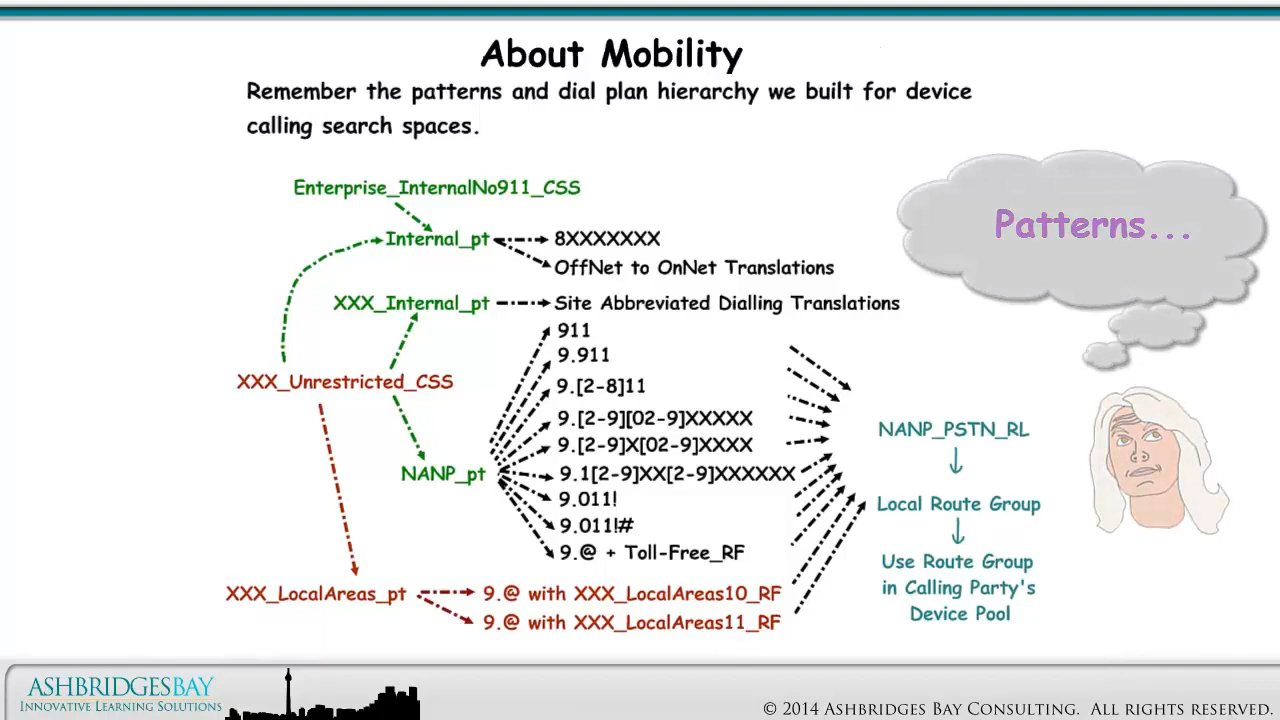 About Mobility
Remember the patterns and dial plan hierarchy we built for device
calling search spaces.
Enterprise_InternalNo911_CSS
Patterns...
Internal_pt
8XXXXXXX
OffNet to OnNet Translations
XXX_Internal_pt
Site Abbreviated Dialling Translations
911
9.911
XXX_Unrestricted_CSS
9.[2-8]11
9.[2-9][02-9]XXXXX
NANP_PSTN_RL
9.[2-9]X[02-9]XXXX
NANP_pt
9.1[2-9]XX[2-9]XXXXXX
9.011!
Local Route Group
9.011!#
9.@ + Toll-Free_RF
Use Route Group
in Calling Party's
Device Pool
XXX_LocalAreas_pt
9.@ with XXX_LocalAreas10_RF
9.@ with XXX_LocalAreas11_RF
ASHBRIDGESBAY
INNOVATIVE LEARNING SOLUTIONS
© 2014 ASHBRIDGES BAY CONSULTING. ALL RIGHTS RESERVED.